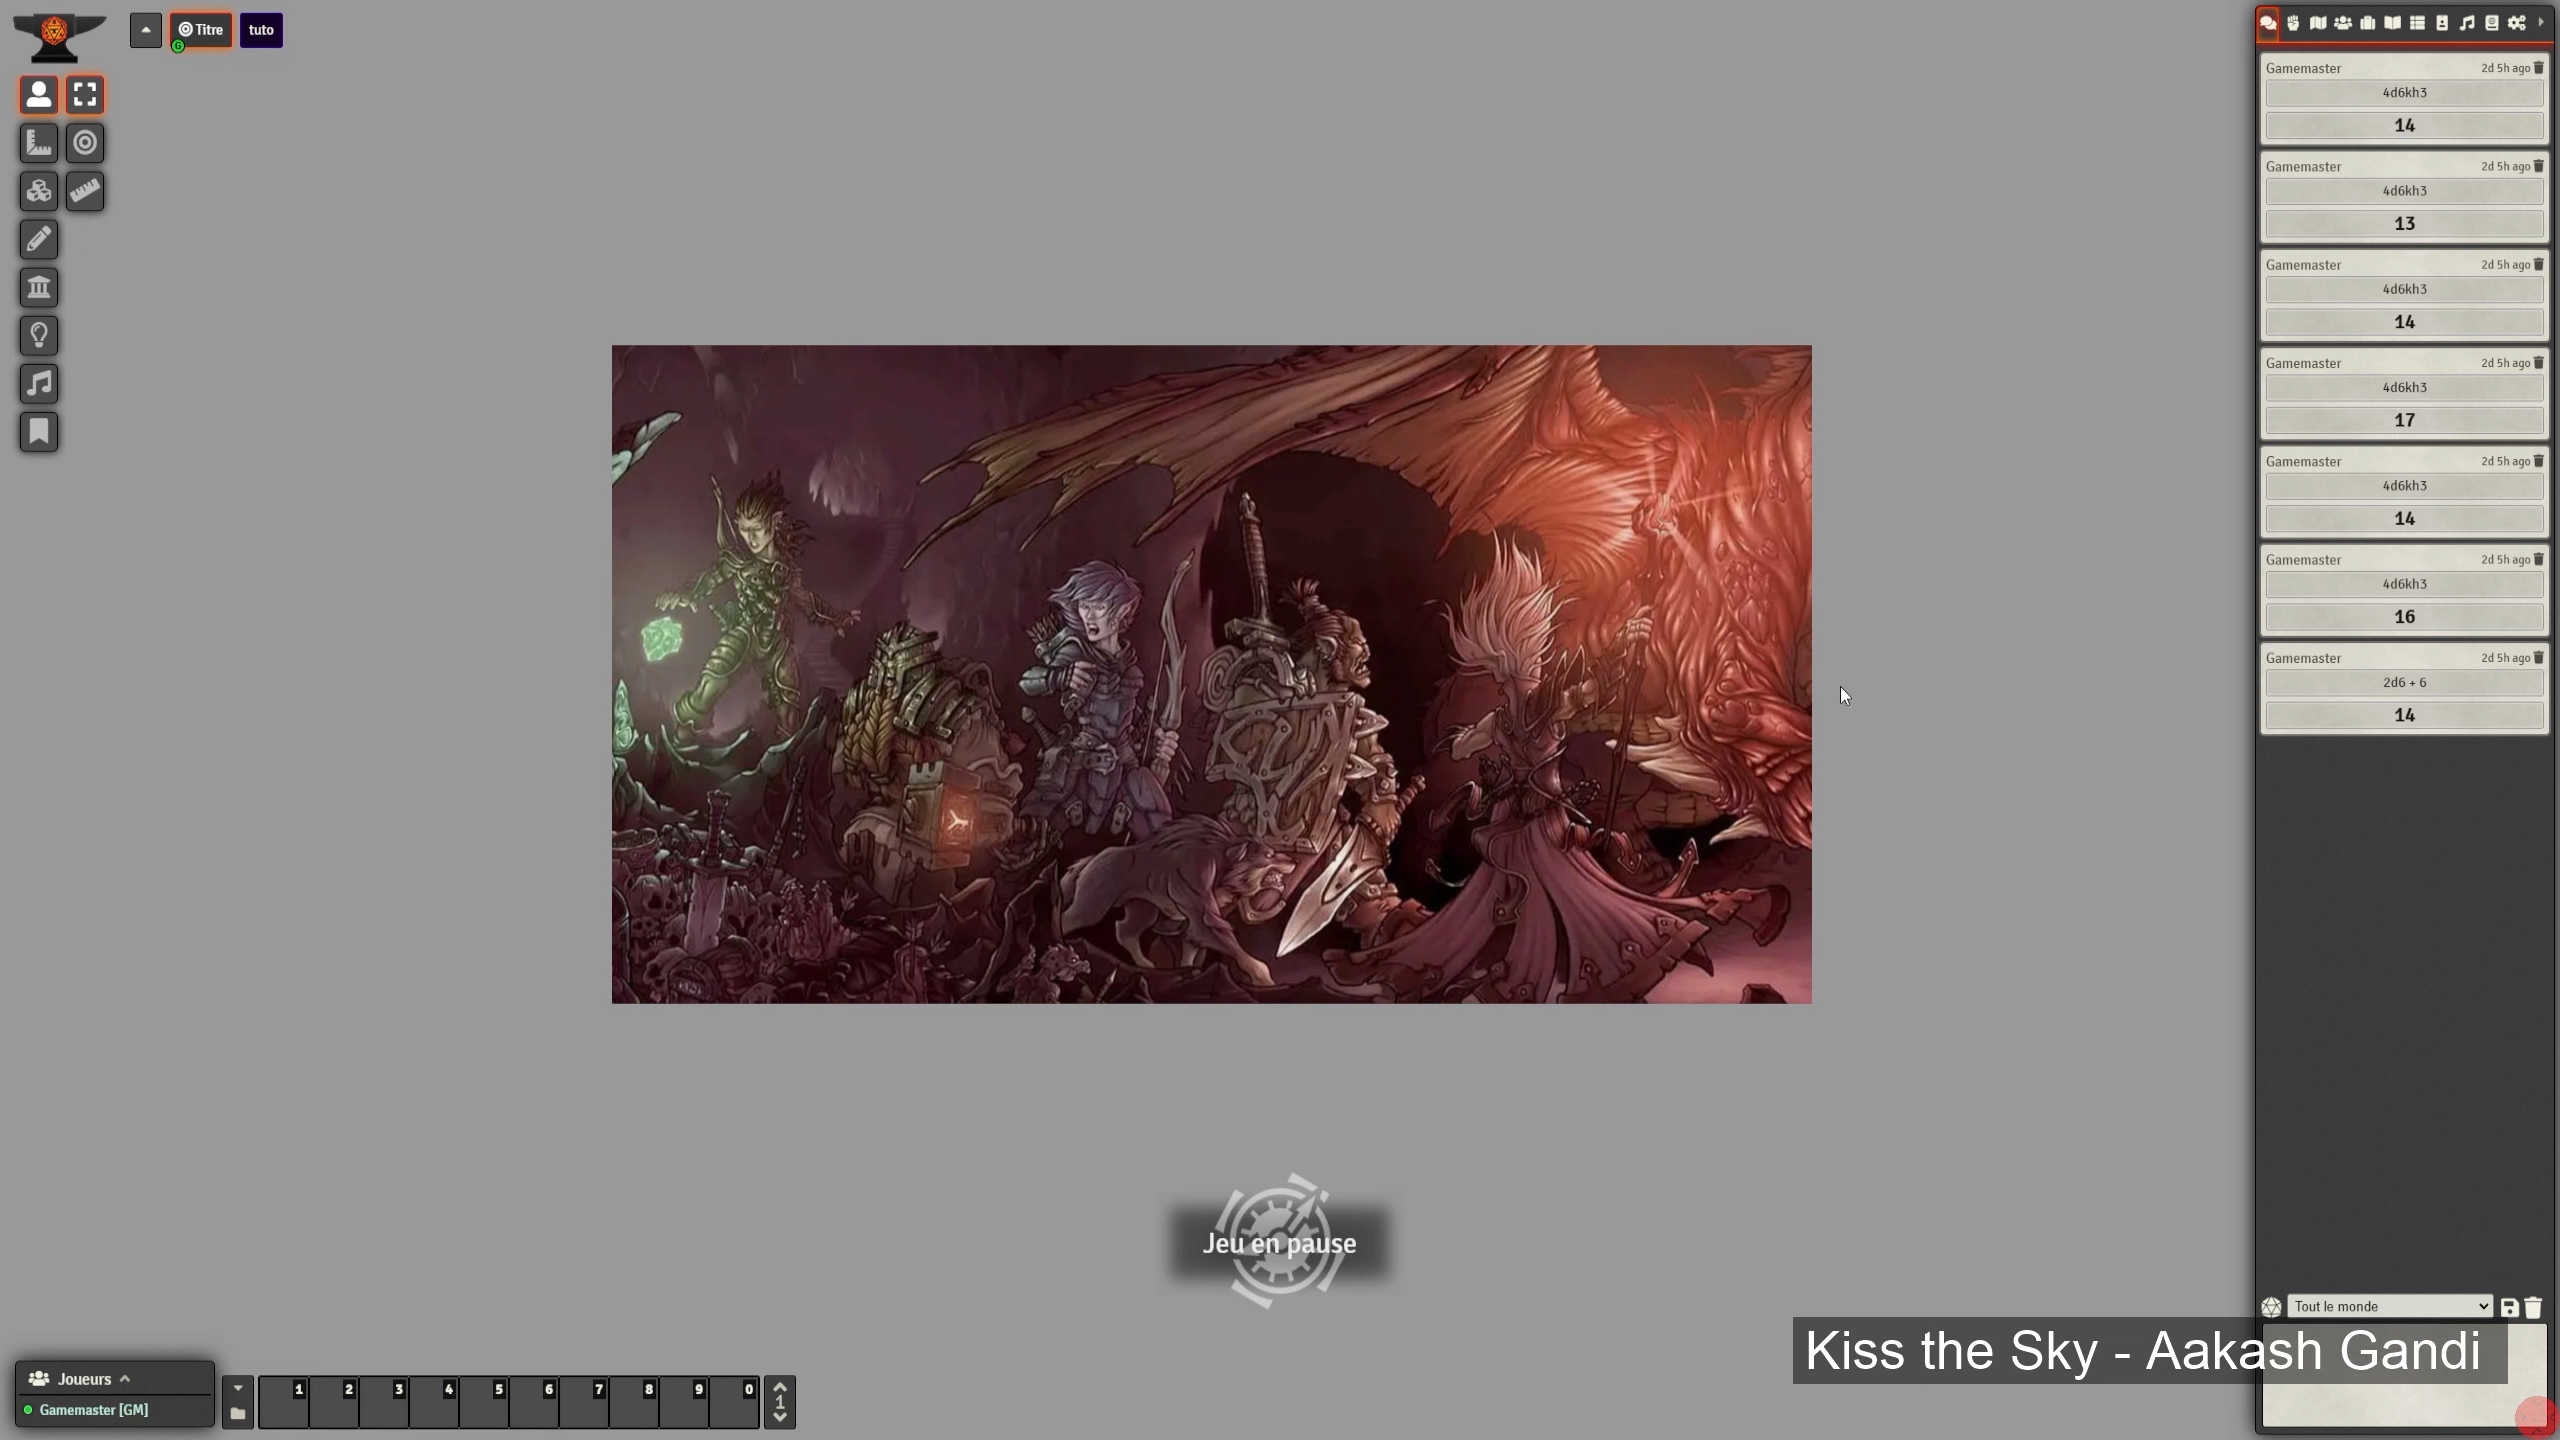 Titre
tuto
G
Gamemaster 2d 5h ago
4d6kh3
14
Gamemaster 2d 5h ago
4d6kh3
13
Gamemaster 2d 5h ago
4d6kh3
14
Gamemaster 2d 5h ago
4d6kh3
17
Gamemaster 2d 5h ago
4d6kh3
14
Gamemaster 2d 5h ago
4d6kh3
16
Gamemaster 2d 5h ago
2d6 + 6
14
Jeu en pause
Tout le monde
Kiss the Sky - Aakash Gandi
Joueurs
Gamemaster [GM]
1 2 3 4 5 6 7 8 9 0
1